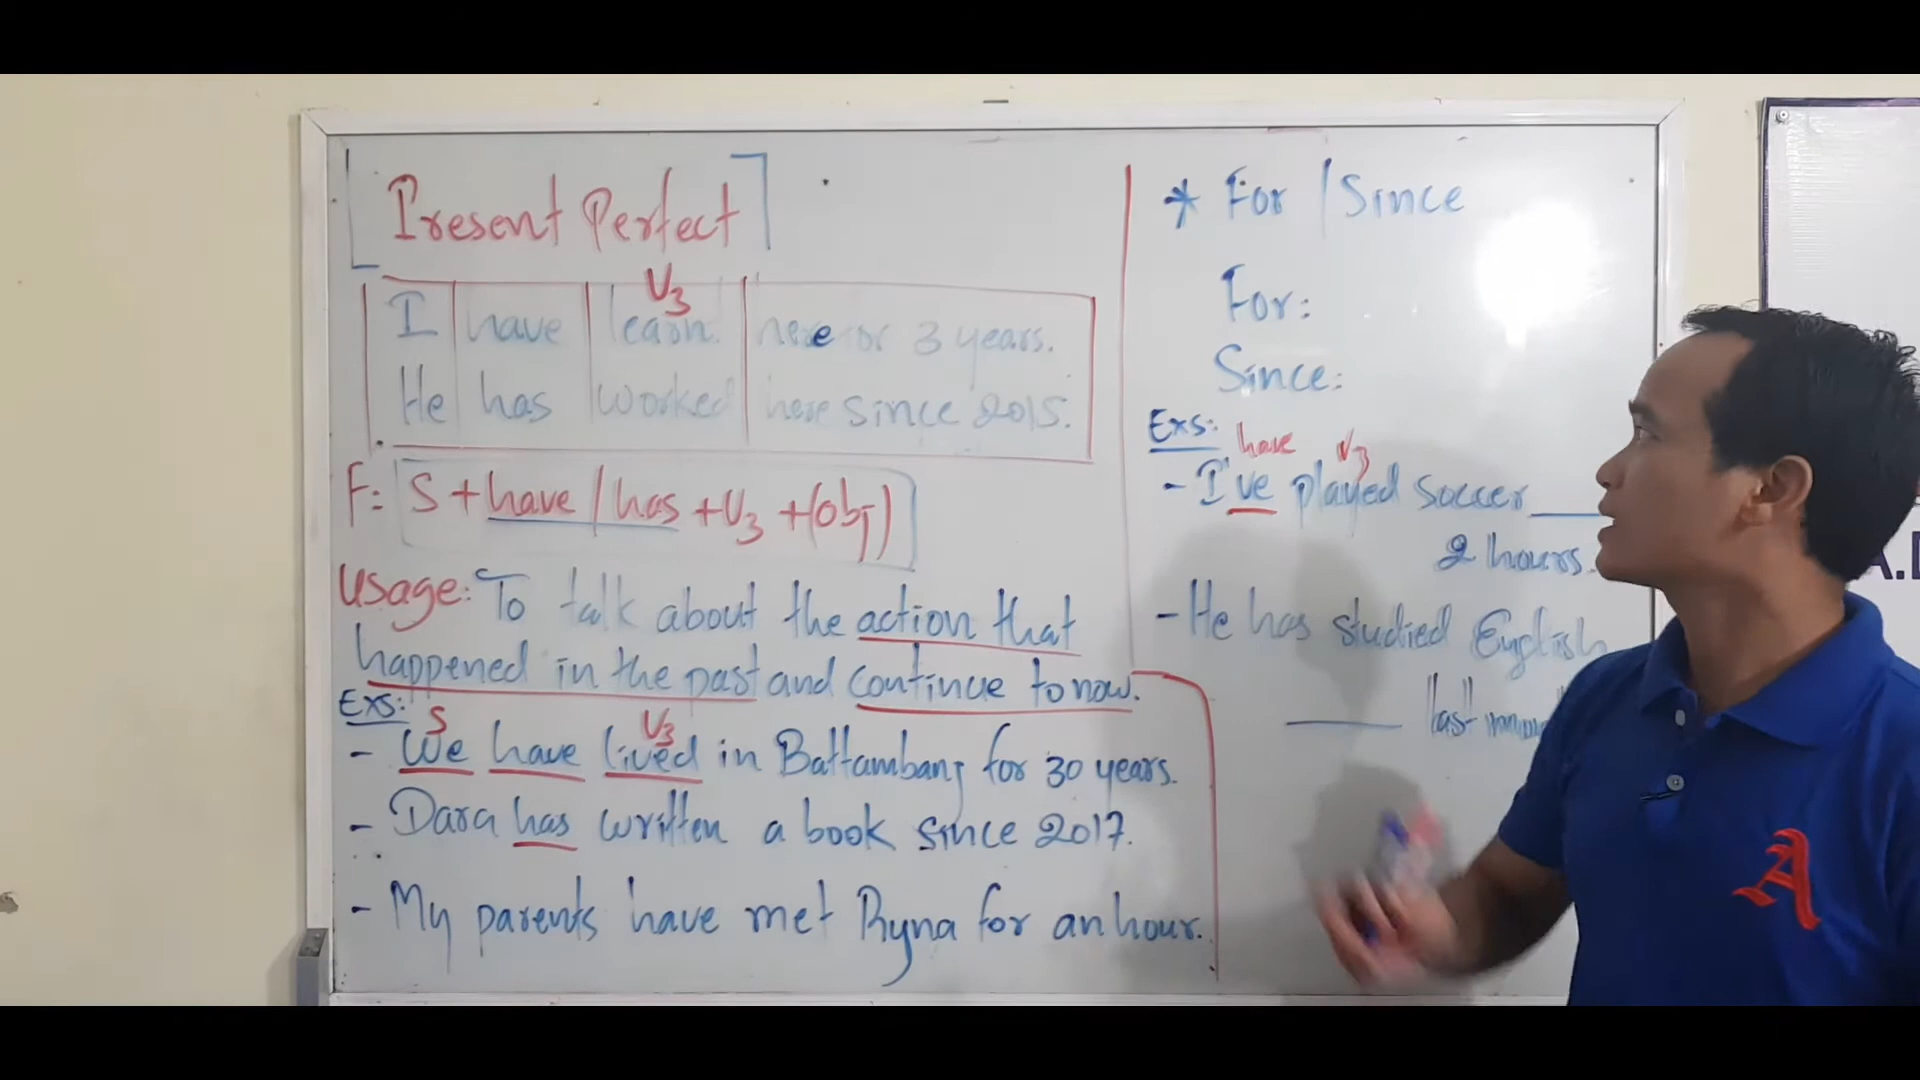 Present Perfect
V3
I have learn here for 3 years.
He has worked here since 2015.
F: S + have / has + V3 + (obj)
Usage: To talk about the action that
happened in the past and continue to now.
Exs:
S V3
- We have lived in Battambang for 30 years.
- Dara has written a book since 2017.
- My parents have met Ryna for an hour.
* For / Since
For:
Since:
Exs:
have V3
- I've played soccer ____
2 hours.
- He has studied English
____ last
A
A.